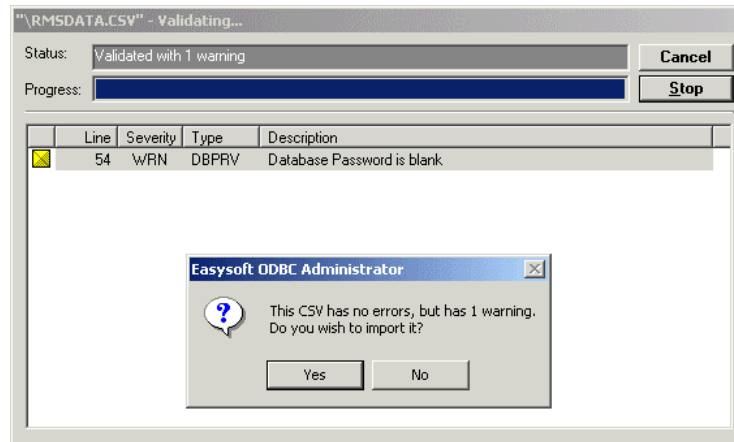 "\RMSDATA.CSV" - Validating...
Status: Validated with 1 warning
Cancel
Progress:
Stop
Line Severity Type Description
54 WRN DBPRV Database Password is blank
Easysoft ODBC Administrator
This CSV has no errors, but has 1 warning.
Do you wish to import it?
Yes No